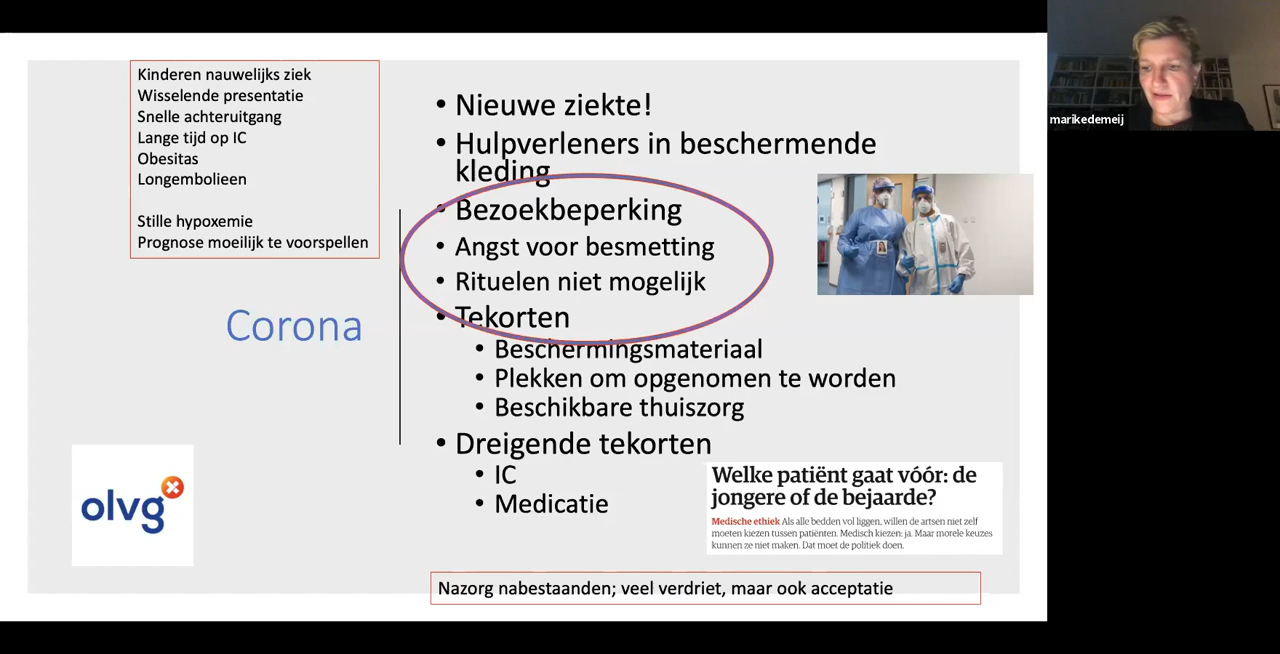 Kinderen nauwelijks ziek
Wisselende presentatie
Snelle achteruitgang
Lange tijd op IC
Obesitas
Longembolieen
Stille hypoxemie
Prognose moeilijk te voorspellen
Corona
olvg
• Nieuwe ziekte!
• Hulpverleners in beschermende
kleding
• Bezoekbeperking
• Angst voor besmetting
• Rituelen niet mogelijk
• Tekorten
• Beschermingsmateriaal
• Plekken om opgenomen te worden
• Beschikbare thuiszorg
• Dreigende tekorten
• IC
• Medicatie
Welke patiënt gaat vóór: de
jongere of de bejaarde?
Medische ethiek Als alle bedden vol liggen, willen de artsen niet zelf
moeten kiezen tussen patiënten. Medisch kiezen: ja. Maar morele keuzes
kunnen ze niet maken. Dat moet de politiek doen.
Nazorg nabestaanden; veel verdriet, maar ook acceptatie
marikedemeij